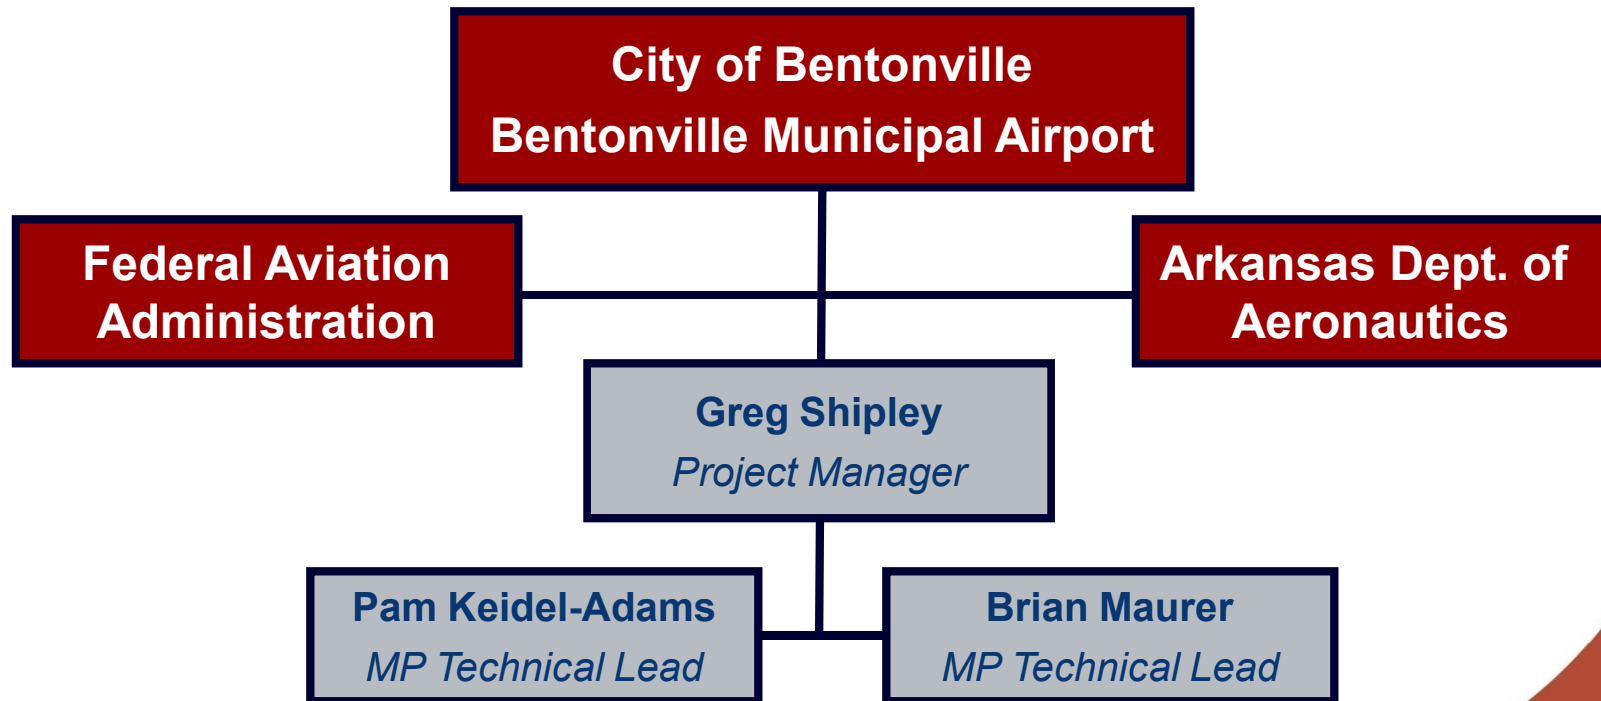 City of Bentonville
Bentonville Municipal Airport
Federal Aviation
Administration
Arkansas Dept. of
Aeronautics
Greg Shipley
Project Manager
Pam Keidel-Adams
MP Technical Lead
Brian Maurer
MP Technical Lead